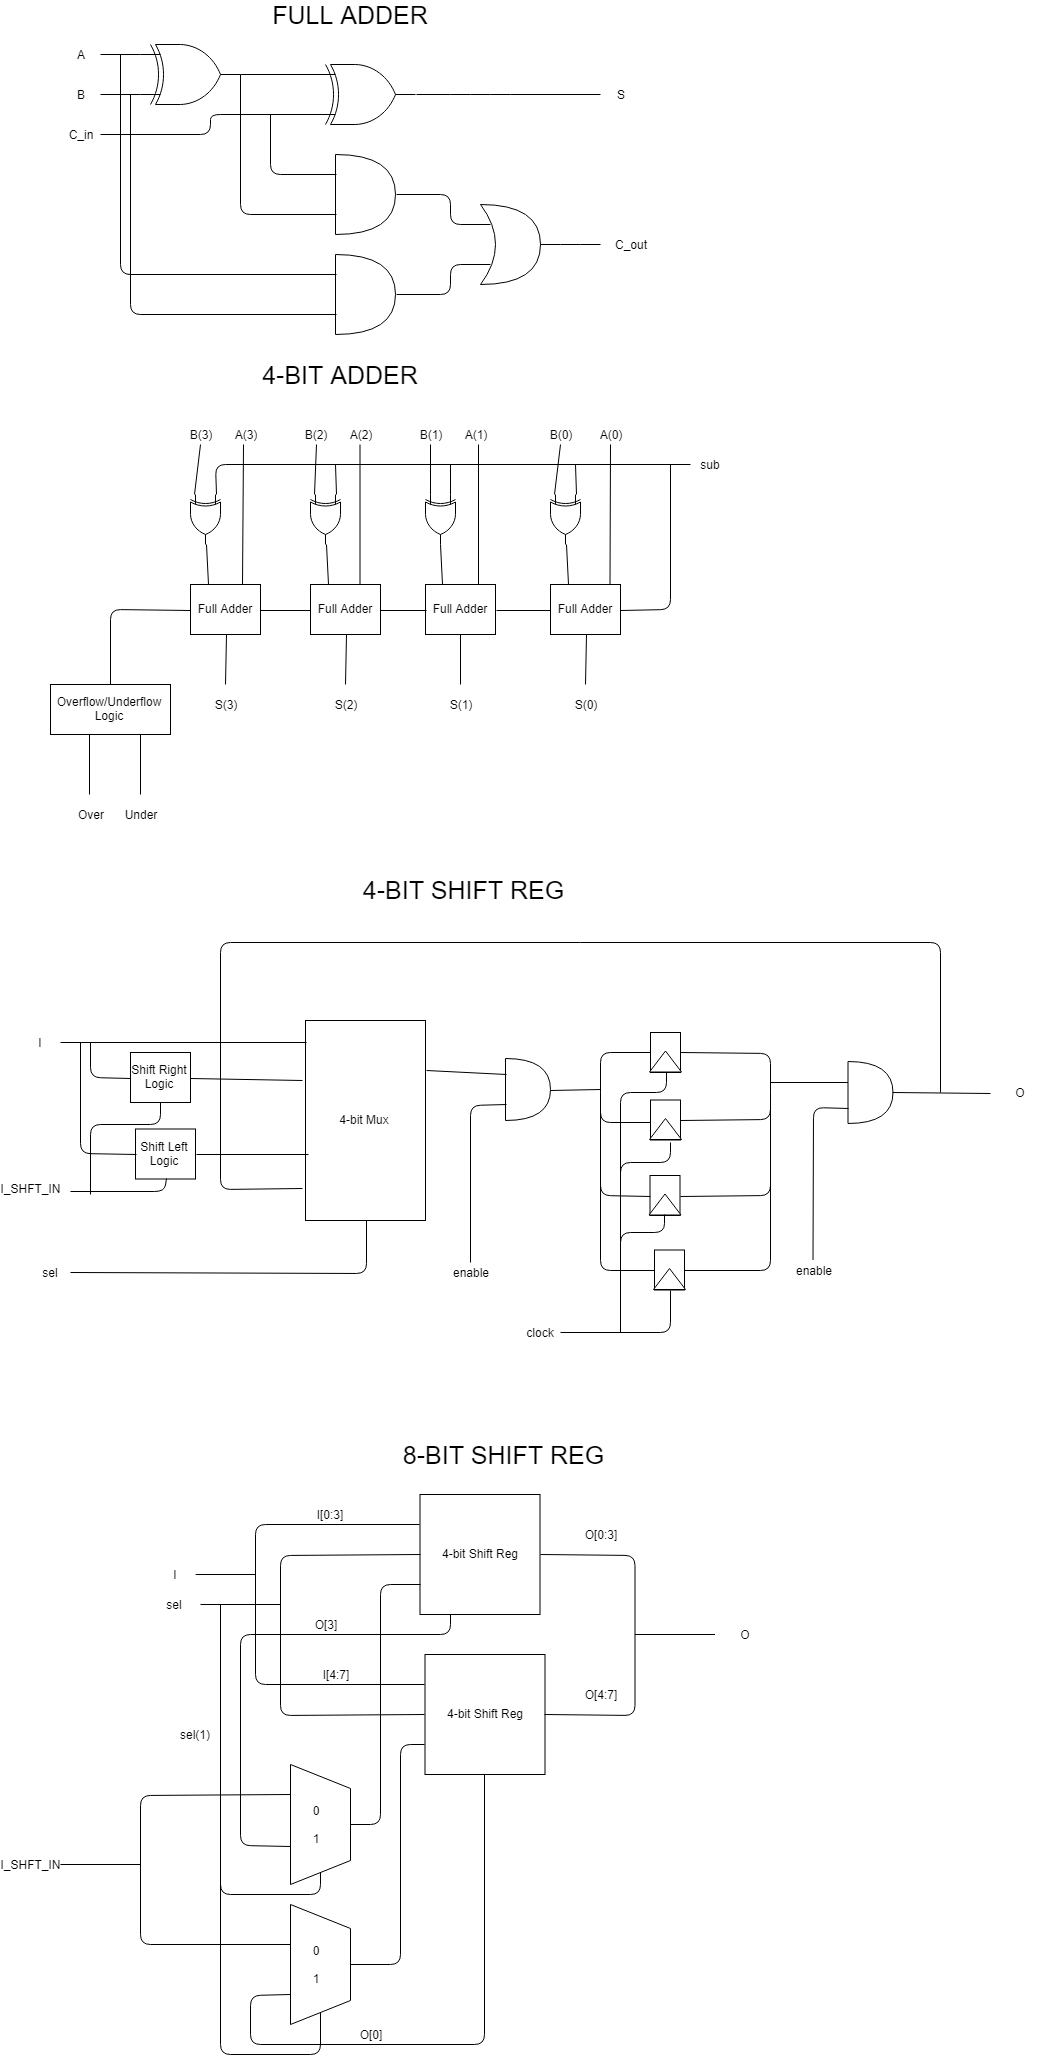 FULL ADDER
A
B
S
C_in
C_out
4-BIT ADDER
B(3) A(3) B(2) A(2) B(1) A(1) B(0) A(0)
sub
Full Adder Full Adder Full Adder Full Adder
Overflow/Underflow
Logic
S(3) S(2) S(1) S(0)
Over Under
4-BIT SHIFT REG
I
Shift Right
Logic
4-bit Mux
O
Shift Left
Logic
I_SHFT_IN
sel
enable
enable
clock
8-BIT SHIFT REG
I[0:3]
O[0:3]
4-bit Shift Reg
I
sel
O[3]
O
I[4:7]
O[4:7]
4-bit Shift Reg
sel(1)
0
1
I_SHFT_IN
0
1
O[0]